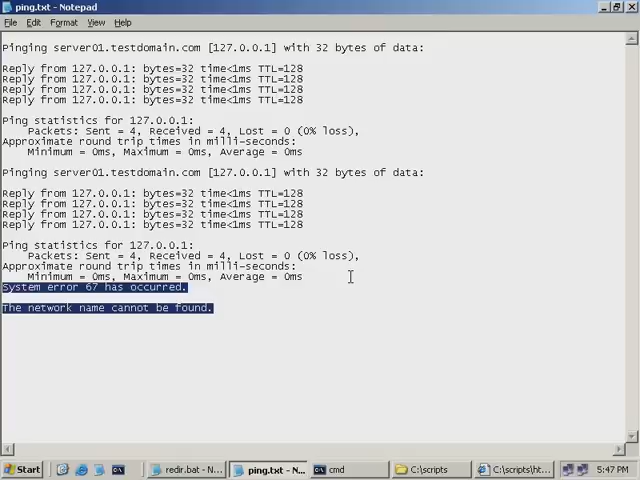 ping.txt - Notepad
File Edit Format View Help
Pinging server01.testdomain.com [127.0.0.1] with 32 bytes of data:
Reply from 127.0.0.1: bytes=32 time<1ms TTL=128
Reply from 127.0.0.1: bytes=32 time<1ms TTL=128
Reply from 127.0.0.1: bytes=32 time<1ms TTL=128
Reply from 127.0.0.1: bytes=32 time<1ms TTL=128
Ping statistics for 127.0.0.1:
Packets: Sent = 4, Received = 4, Lost = 0 (0% loss),
Approximate round trip times in milli-seconds:
Minimum = 0ms, Maximum = 0ms, Average = 0ms
Pinging server01.testdomain.com [127.0.0.1] with 32 bytes of data:
Reply from 127.0.0.1: bytes=32 time<1ms TTL=128
Reply from 127.0.0.1: bytes=32 time<1ms TTL=128
Reply from 127.0.0.1: bytes=32 time<1ms TTL=128
Reply from 127.0.0.1: bytes=32 time<1ms TTL=128
Ping statistics for 127.0.0.1:
Packets: Sent = 4, Received = 4, Lost = 0 (0% loss),
Approximate round trip times in milli-seconds:
Minimum = 0ms, Maximum = 0ms, Average = 0ms
System error 67 has occurred.
The network name cannot be found.
Start redir.bat - N... ping.txt - N... cmd C:\scripts C:\scripts\ht... 5:47 PM